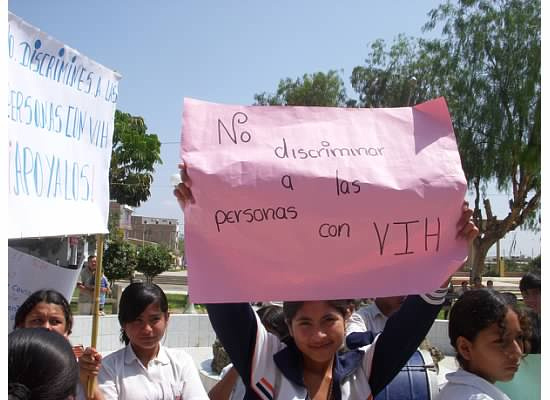 O DISCRIMINES A LAS
PERSONAS CON VIH
¡APOYALOS!
No
discriminar
a las
personas
con VIH